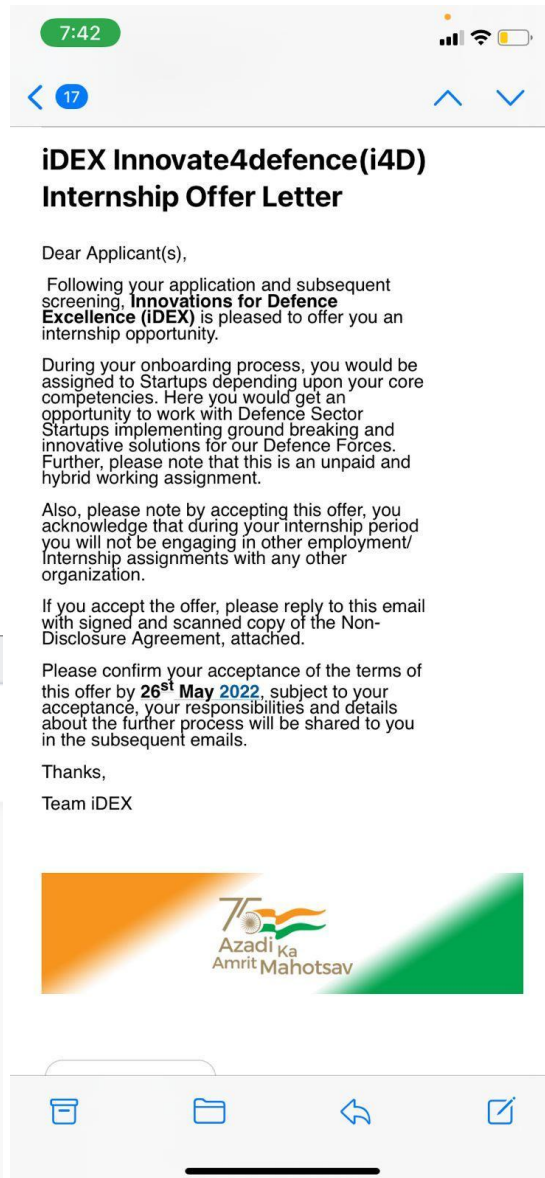 7:42
17
iDEX Innovate4defence(i4D)
Internship Offer Letter
Dear Applicant(s),
Following your application and subsequent
screening, Innovations for Defence
Excellence (iDEX) is pleased to offer you an
internship opportunity.
During your onboarding process, you would be
assigned to Startups depending upon your core
competencies. Here you would get an
opportunity to work with Defence Sector
Startups implementing ground breaking and
innovative solutions for our Defence Forces.
Further, please note that this is an unpaid and
hybrid working assignment.
Also, please note by accepting this offer, you
acknowledge that during your internship period
you will not be engaging in other employment/
Internship assignments with any other
organization.
If you accept the offer, please reply to this email
with signed and scanned copy of the Non-
Disclosure Agreement, attached.
Please confirm your acceptance of the terms of
this offer by 26st May 2022, subject to your
acceptance, your responsibilities and details
about the further process will be shared to you
in the subsequent emails.
Thanks,
Team iDEX
75
Azadi Ka
Amrit Mahotsav